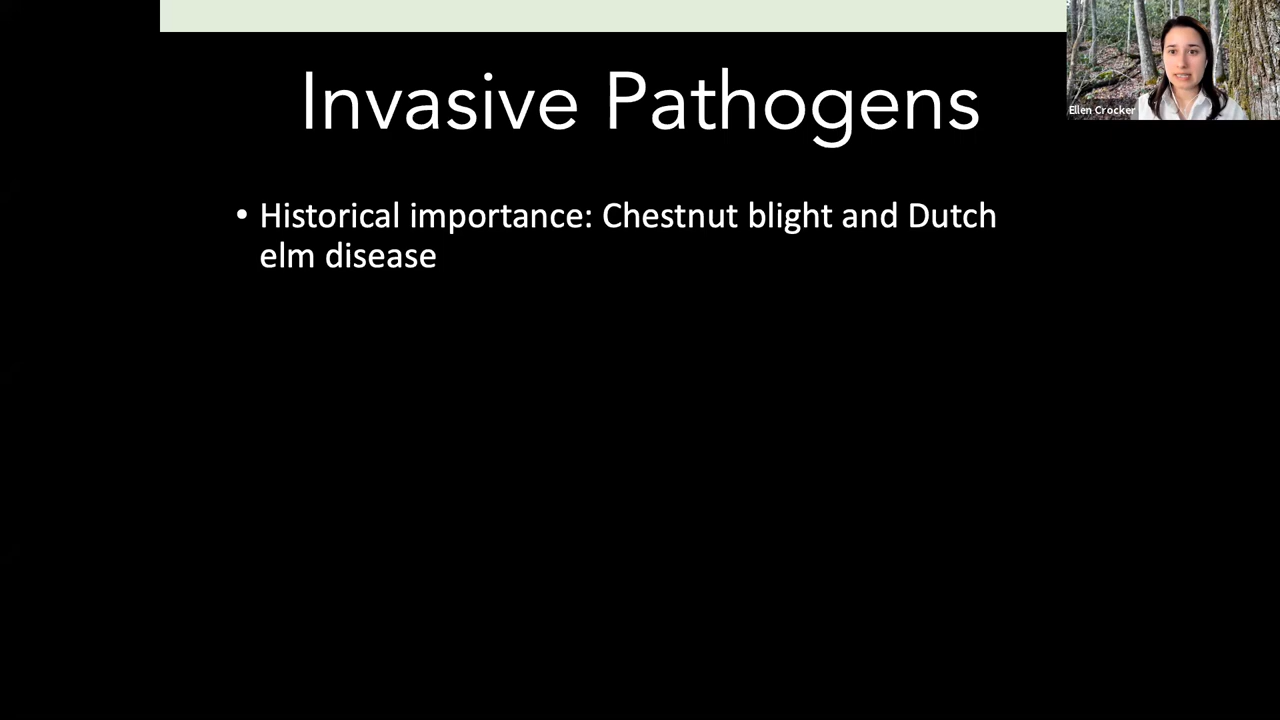 Invasive Pathogens
Ellen Crocker
• Historical importance: Chestnut blight and Dutch
elm disease